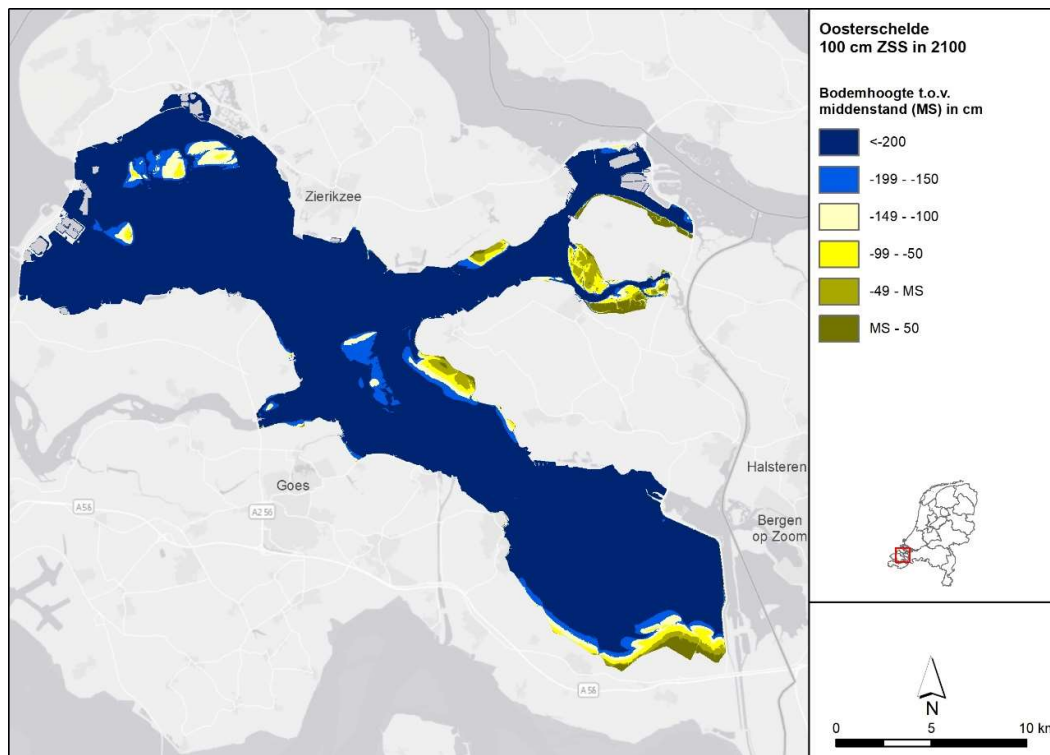 Oosterschelde
100 cm ZSS in 2100
Bodemhoogte t.o.v.
middenstand (MS) in cm
<-200
-199 - -150
-149 - -100
-99 - -50
-49 - MS
MS - 50
Zierikzee
Goes
Halsteren
Bergen
op Zoom
A58
A256
A58
N
0 5 10 km